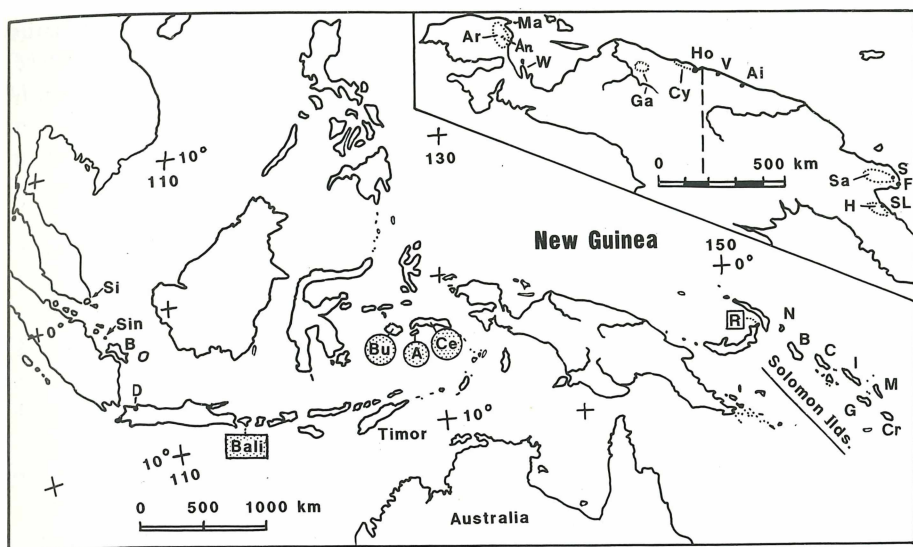 Ma
Ar
An
W
Ho
V
Ai
Ga
Cy
10°
110
130
0 500 km
S
F
Sa
SL
H
New Guinea
150
0°
Si
Sin
0°
B
R
N
B
C
I
M
G
Cr
Bu
A
Ce
Solomon Ilds.
D
10°
Timor
Bali
10°
110
0 500 1000 km
Australia